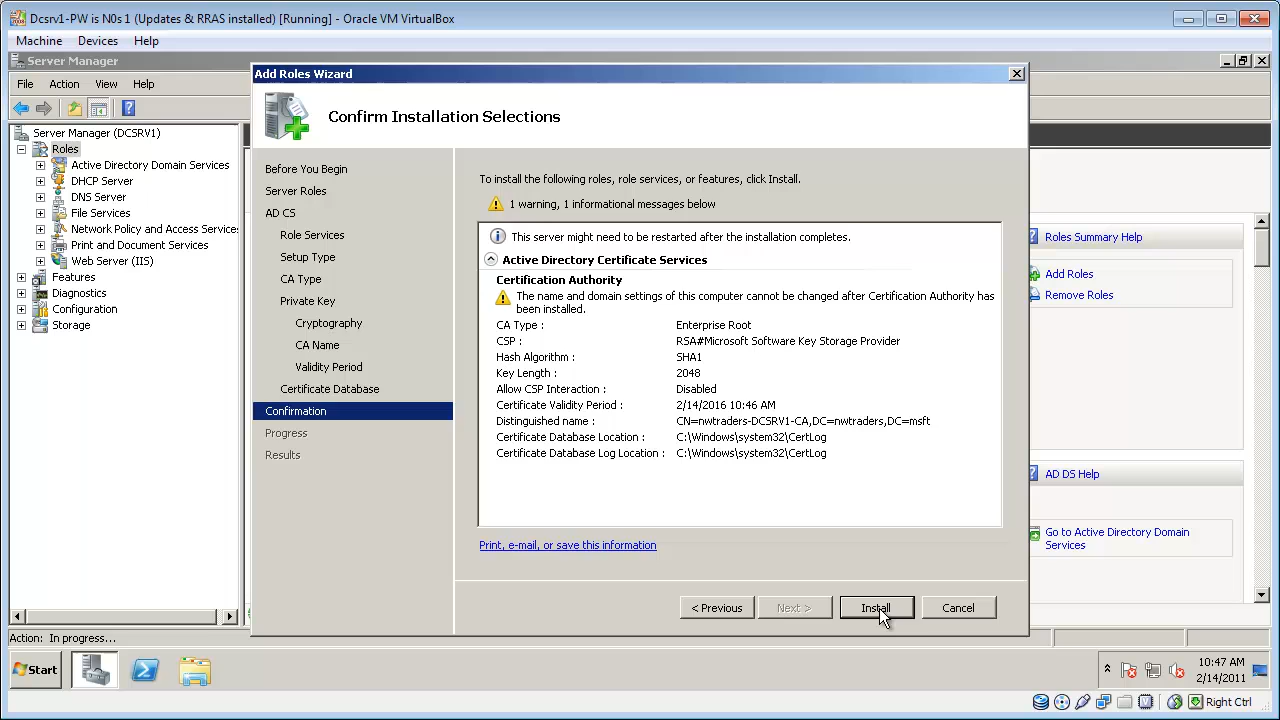 Dcsrv1-PW is N0s 1 (Updates & RRAS installed) [Running] - Oracle VM VirtualBox
Machine Devices Help
Server Manager
File Action View Help
Server Manager (DCSRV1)
Roles
Active Directory Domain Services
DHCP Server
DNS Server
File Services
Network Policy and Access Service
Print and Document Services
Web Server (IIS)
Features
Diagnostics
Configuration
Storage
Add Roles Wizard
Confirm Installation Selections
Before You Begin
Server Roles
AD CS
Role Services
Setup Type
CA Type
Private Key
Cryptography
CA Name
Validity Period
Certificate Database
Confirmation
Progress
Results
To install the following roles, role services, or features, click Install.
1 warning, 1 informational messages below
This server might need to be restarted after the installation completes.
Active Directory Certificate Services
Certification Authority
The name and domain settings of this computer cannot be changed after Certification Authority has
been installed.
CA Type : Enterprise Root
CSP : RSA#Microsoft Software Key Storage Provider
Hash Algorithm : SHA1
Key Length : 2048
Allow CSP Interaction : Disabled
Certificate Validity Period : 2/14/2016 10:46 AM
Distinguished name : CN=nwtraders-DCSRV1-CA,DC=nwtraders,DC=msft
Certificate Database Location : C:\Windows\system32\CertLog
Certificate Database Log Location : C:\Windows\system32\CertLog
Print, e-mail, or save this information
< Previous Next > Install Cancel
Roles Summary Help
Add Roles
Remove Roles
AD DS Help
Go to Active Directory Domain
Services
Action: In progress...
Start
10:47 AM
2/14/2011
Right Ctrl